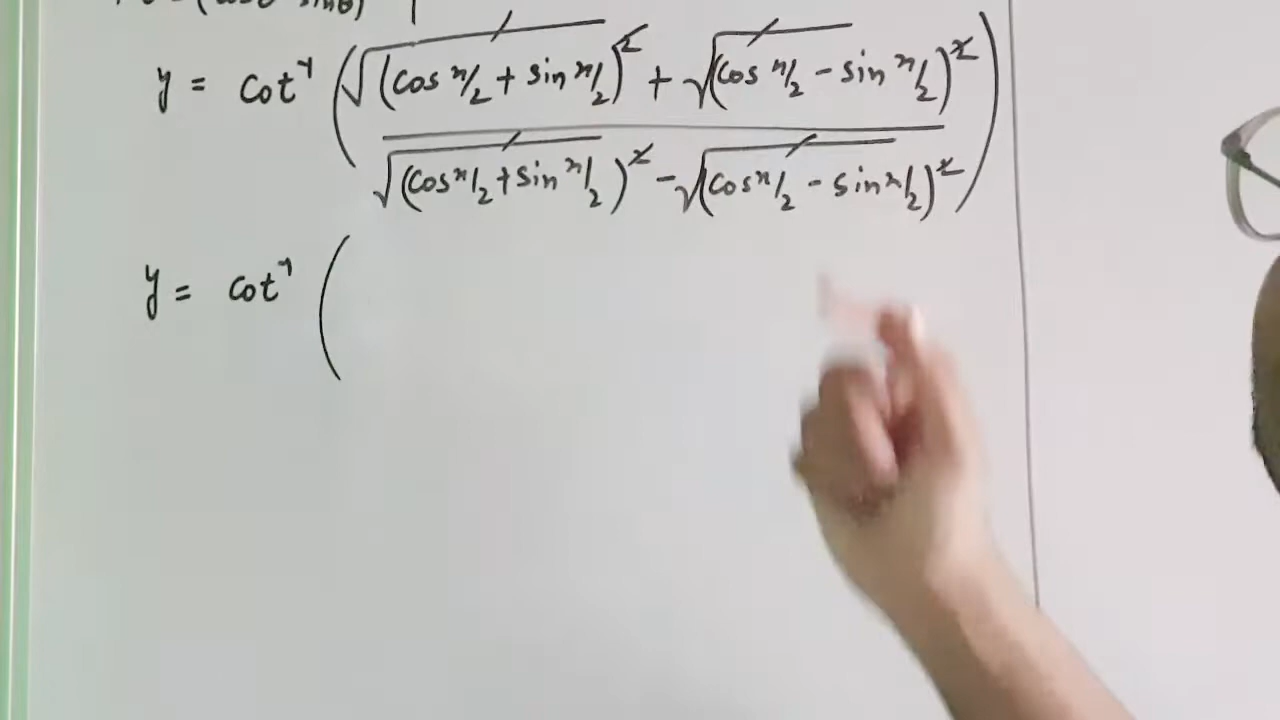 y = cot⁻¹ ( √(cos x/2 + sin x/2)² + √(cos x/2 - sin x/2)²
√(cos x/2 + sin x/2)² - √(cos x/2 - sin x/2)² )
y = cot⁻¹ (